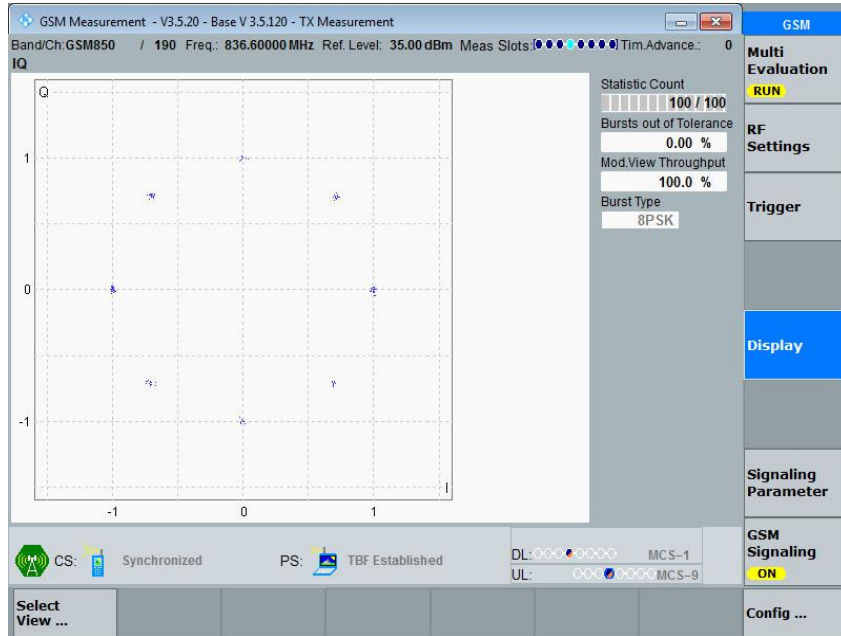 GSM Measurement - V3.5.20 - Base V 3.5.120 - TX Measurement
GSM
Band/Ch:GSM850 / 190 Freq.: 836.60000 MHz Ref. Level: 35.00 dBm Meas Slots: Tim.Advance.: 0
IQ
Multi
Evaluation
RUN
Q
Statistic Count
100 / 100
Bursts out of Tolerance
0.00 %
Mod.View Throughput
100.0 %
Burst Type
8PSK
RF
Settings
Trigger
1
0
-1
I
-1 0 1
Display
Signaling
Parameter
CS: Synchronized PS: TBF Established DL: MCS-1
UL: MCS-9
GSM
Signaling
ON
Select
View ...
Config ...